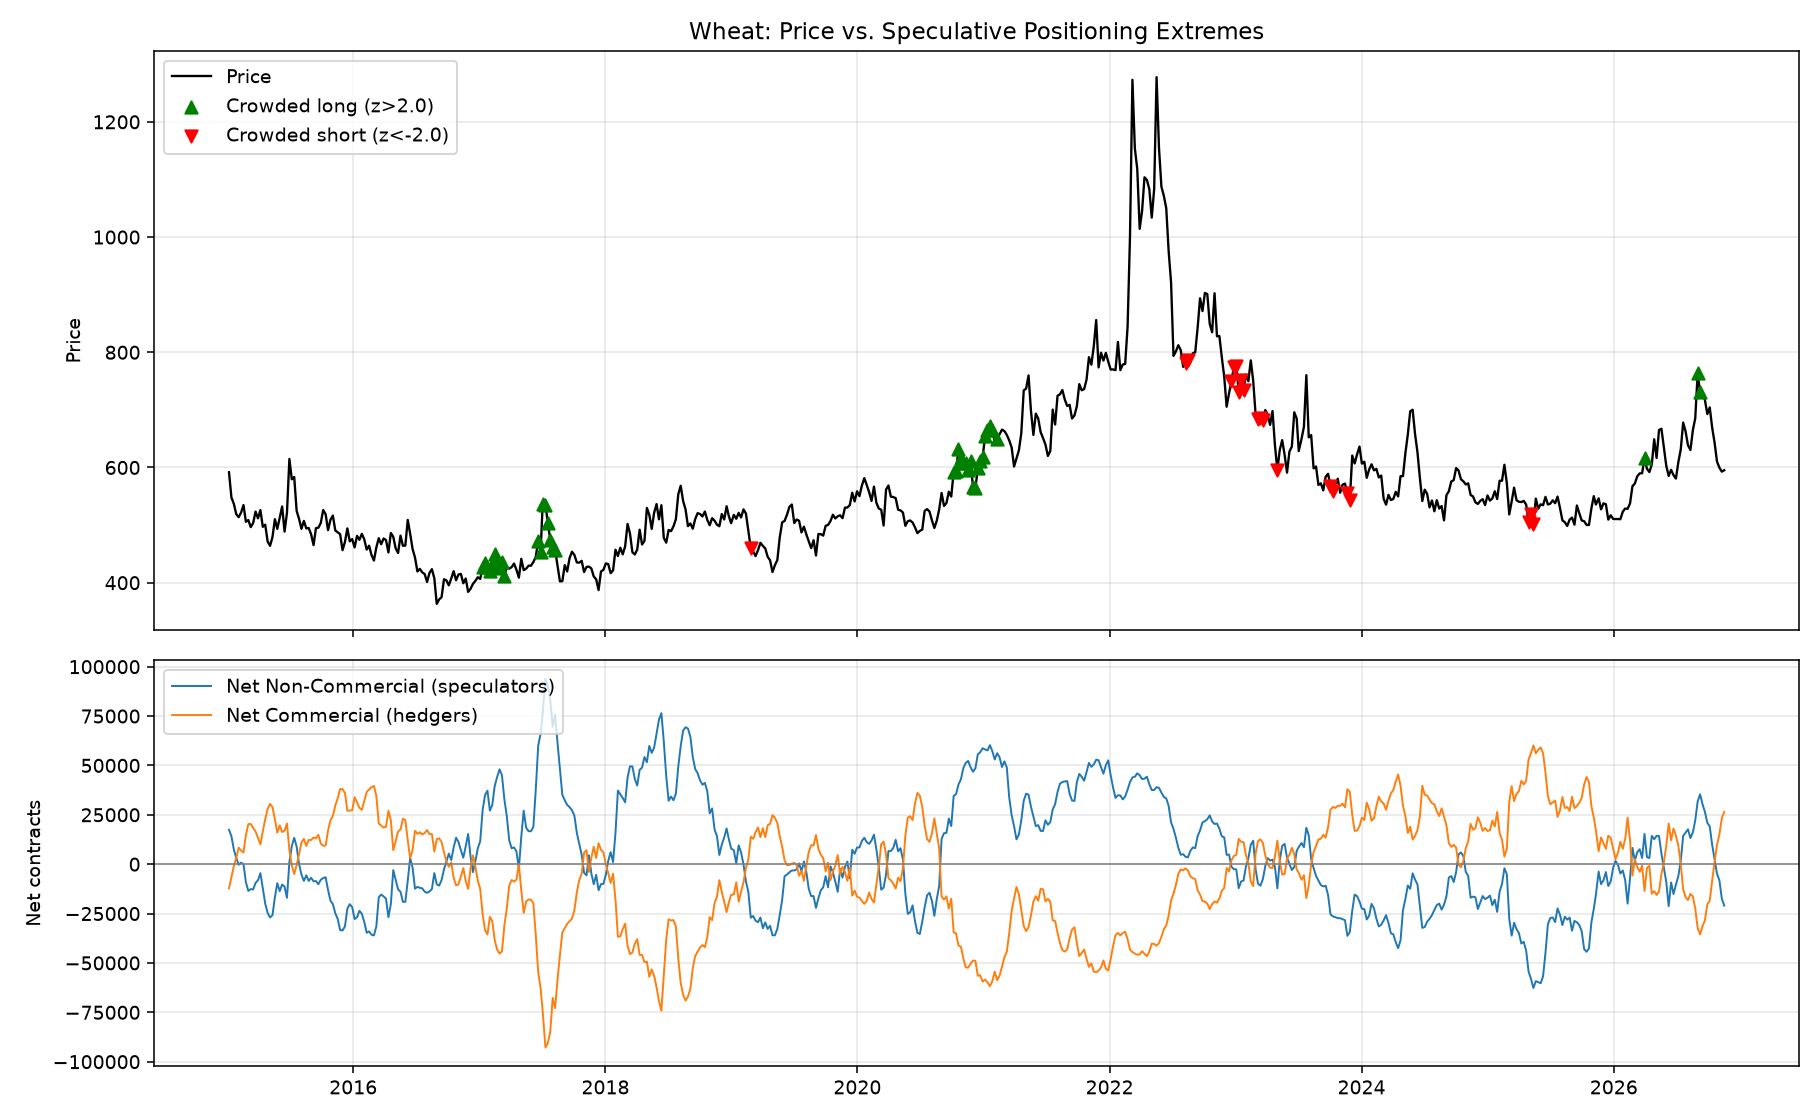 Wheat: Price vs. Speculative Positioning Extremes
Price
Crowded long (z>2.0)
Crowded short (z<-2.0)
1200
1000
800
600
400
Price
100000
75000
50000
25000
0
−25000
−50000
−75000
−100000
Net contracts
Net Non-Commercial (speculators)
Net Commercial (hedgers)
2016 2018 2020 2022 2024 2026